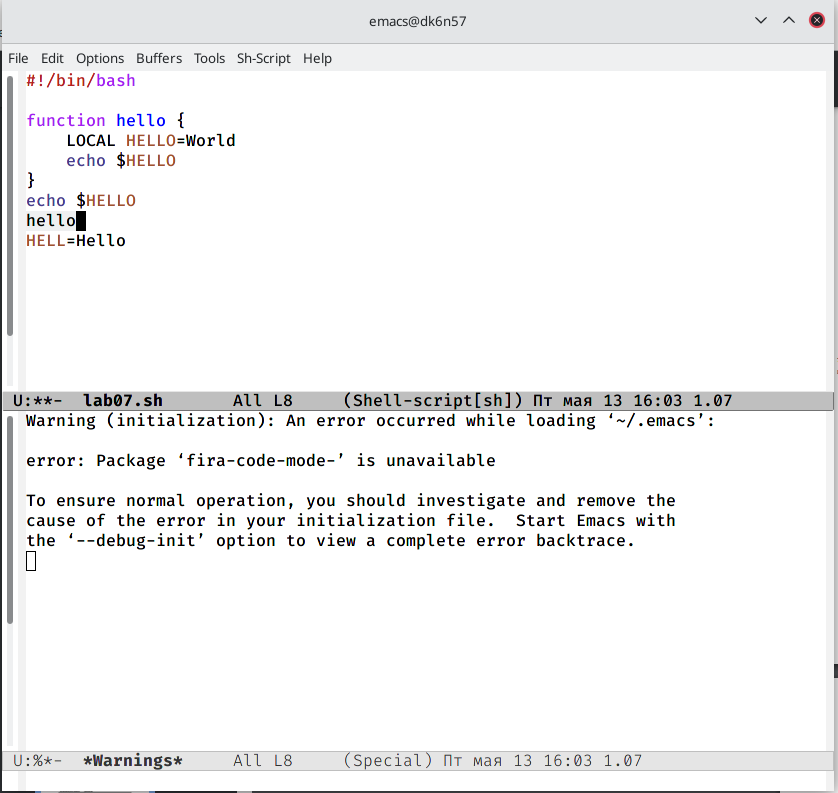 emacs@dk6n57
File Edit Options Buffers Tools Sh-Script Help
#!/bin/bash
function hello {
    LOCAL HELLO=World
    echo $HELLO
}
echo $HELLO
hello
HELL=Hello
U:**-  lab07.sh       All L8     (Shell-script[sh]) Пт мая 13 16:03 1.07
Warning (initialization): An error occurred while loading ‘~/.emacs’:
error: Package ‘fira-code-mode-’ is unavailable
To ensure normal operation, you should investigate and remove the
cause of the error in your initialization file.  Start Emacs with
the ‘--debug-init’ option to view a complete error backtrace.
U:%*-  *Warnings*     All L8     (Special) Пт мая 13 16:03 1.07